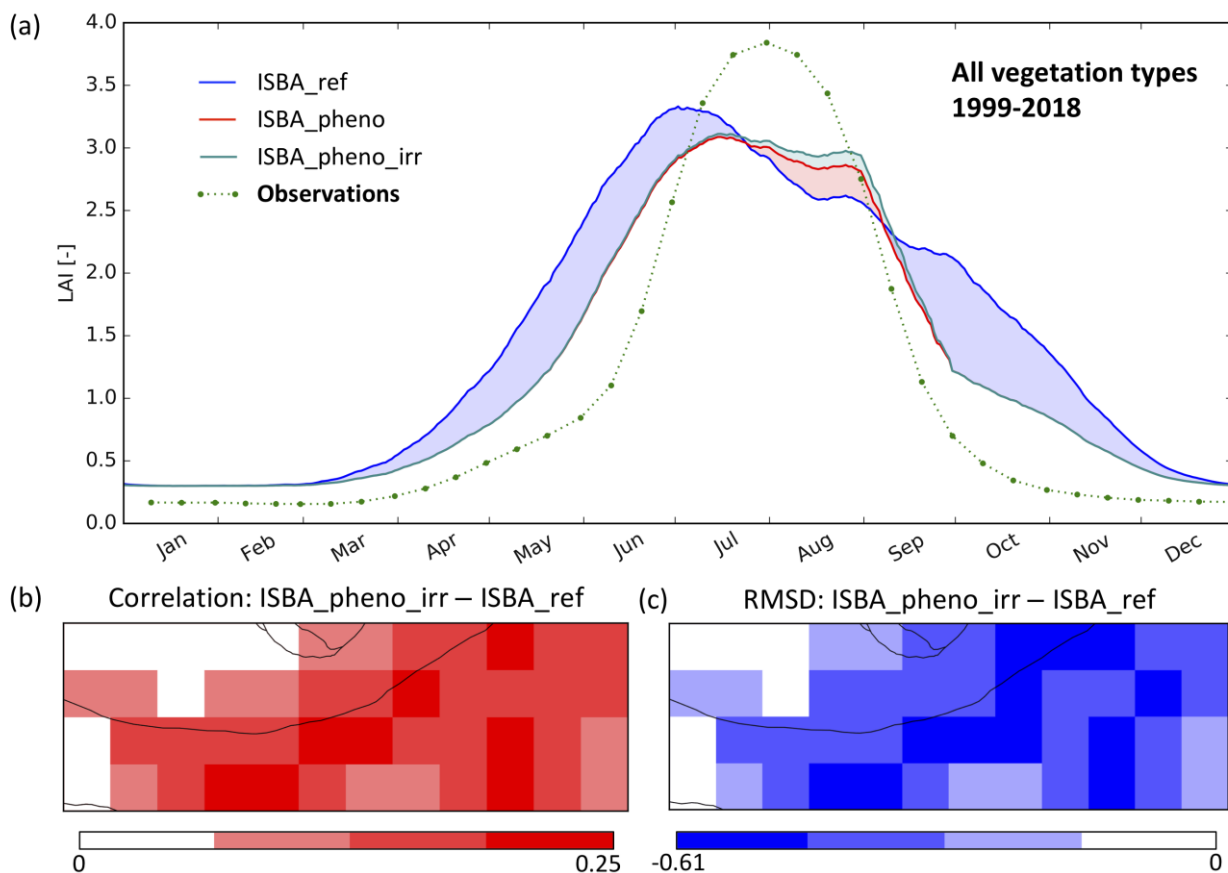 (a)
4.0
3.5
3.0
2.5
2.0
1.5
1.0
0.5
0.0
LAI [-]
ISBA_ref
ISBA_pheno
ISBA_pheno_irr
Observations
All vegetation types
1999-2018
Jan Feb Mar Apr May Jun Jul Aug Sep Oct Nov Dec
(b) Correlation: ISBA_pheno_irr – ISBA_ref
0 0.25
(c) RMSD: ISBA_pheno_irr – ISBA_ref
-0.61 0